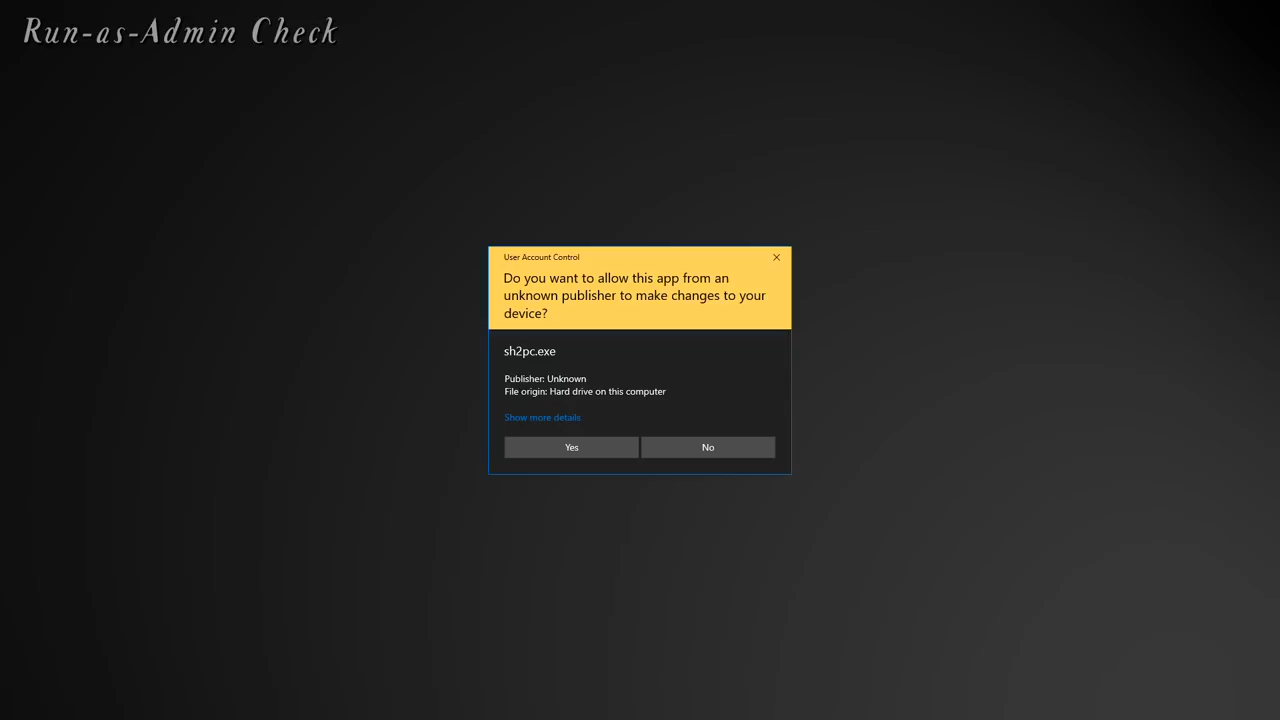 Run-as-Admin Check
User Account Control
Do you want to allow this app from an
unknown publisher to make changes to your
device?
sh2pc.exe
Publisher: Unknown
File origin: Hard drive on this computer
Show more details
Yes
No